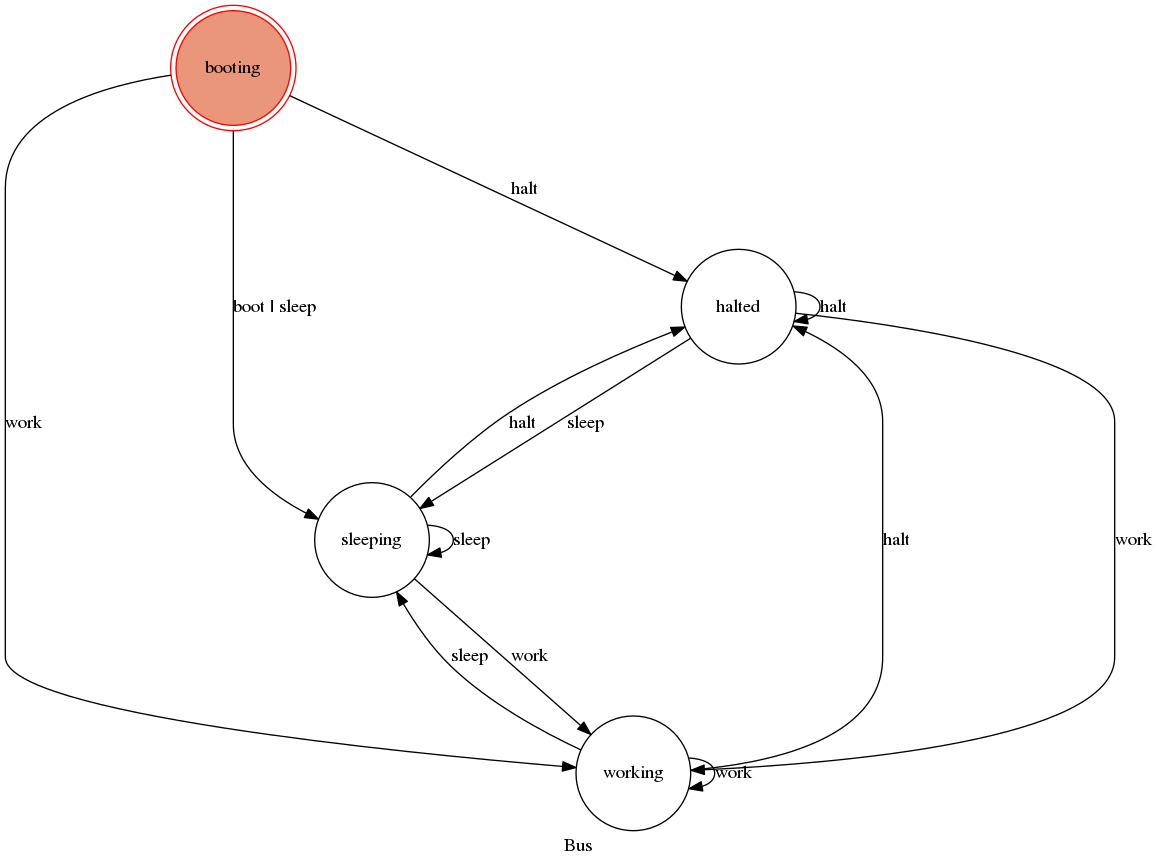 booting
halt
boot | sleep
halted
halt
work
halt
sleep
sleeping
sleep
halt
work
sleep
work
working
work
Bus